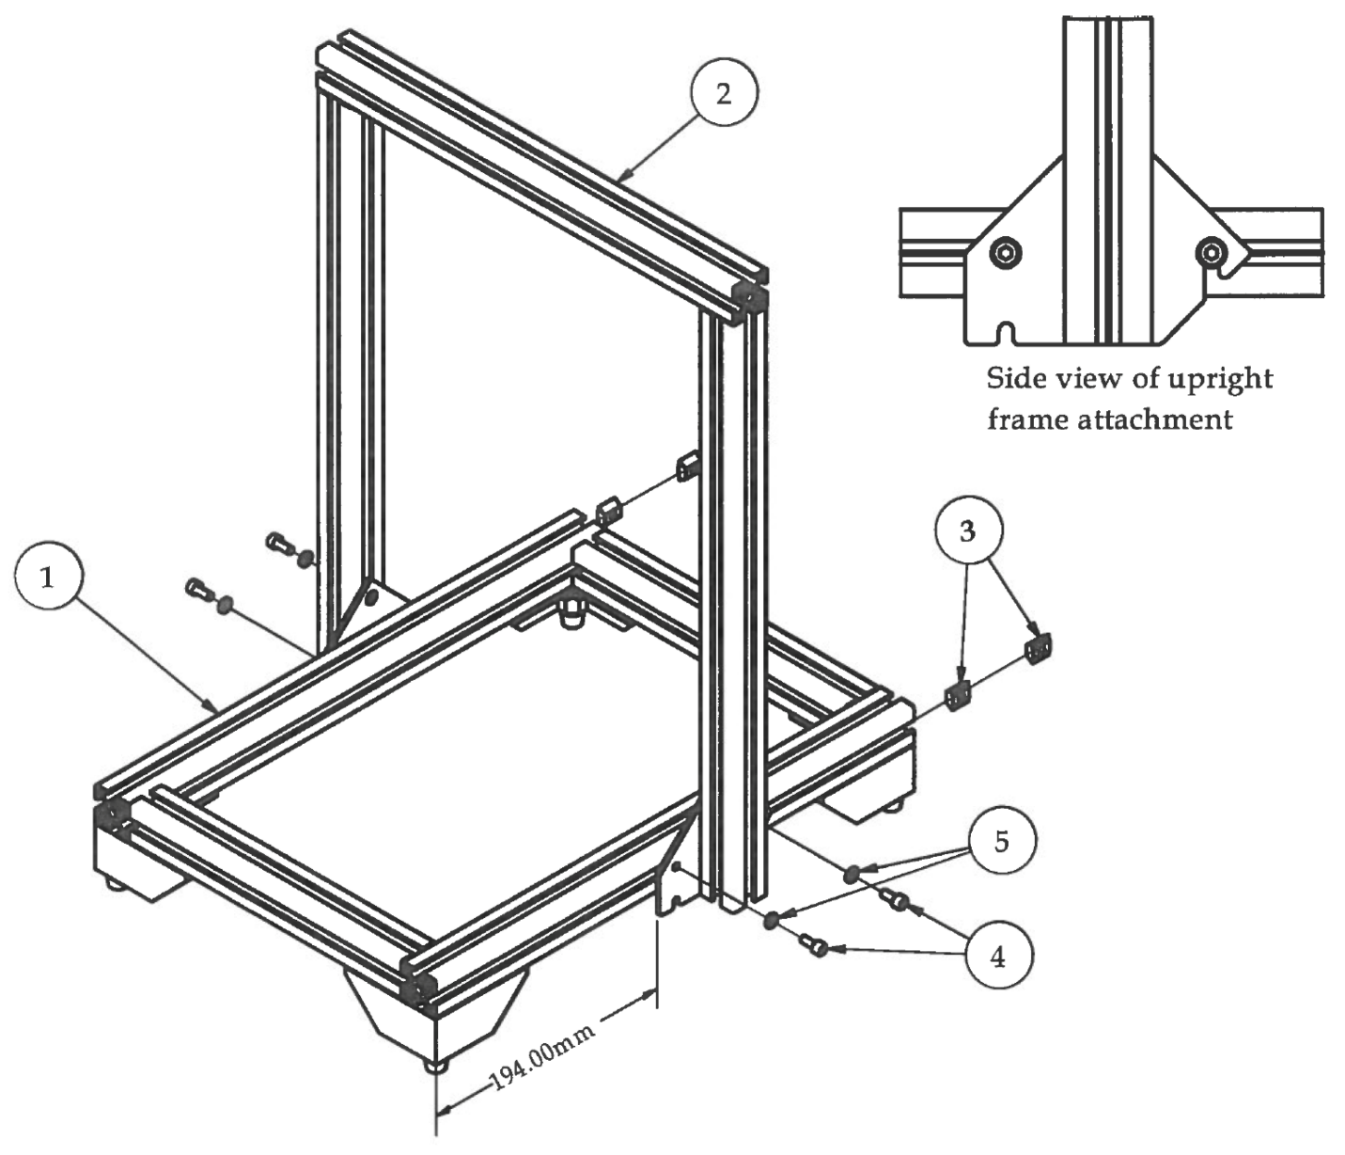 2
Side view of upright
frame attachment
3
1
5
4
194.00mm